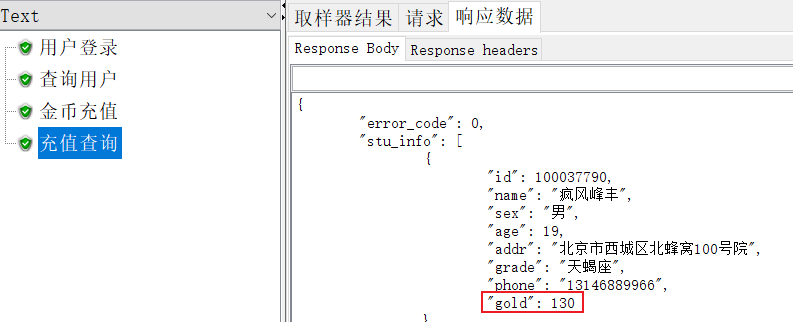 Text
用户登录
查询用户
金币充值
充值查询
取样器结果 请求 响应数据
Response Body Response headers
{
"error_code": 0,
"stu_info": [
{
"id": 100037790,
"name": "疯风峰丰",
"sex": "男",
"age": 19,
"addr": "北京市西城区北蜂窝100号院",
"grade": "天蝎座",
"phone": "13146889966",
"gold": 130
}